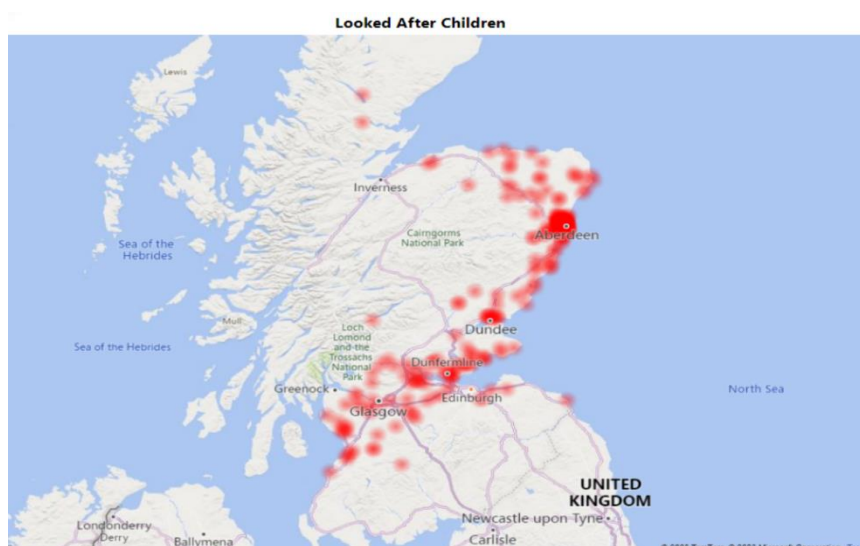 Looked After Children
Lewis
Inverness
Cairngorms
National Park
Aberdeen
Sea of the
Hebrides
Mull
Dundee
Sea of the Hebrides
Loch
Lomond
and the
Trossachs
National
Park
Dunfermline
Greenock
Edinburgh
Glasgow
North Sea
UNITED
KINGDOM
Londonderry
Derry
Ballymena
Newcastle upon Tyne
Carlisle